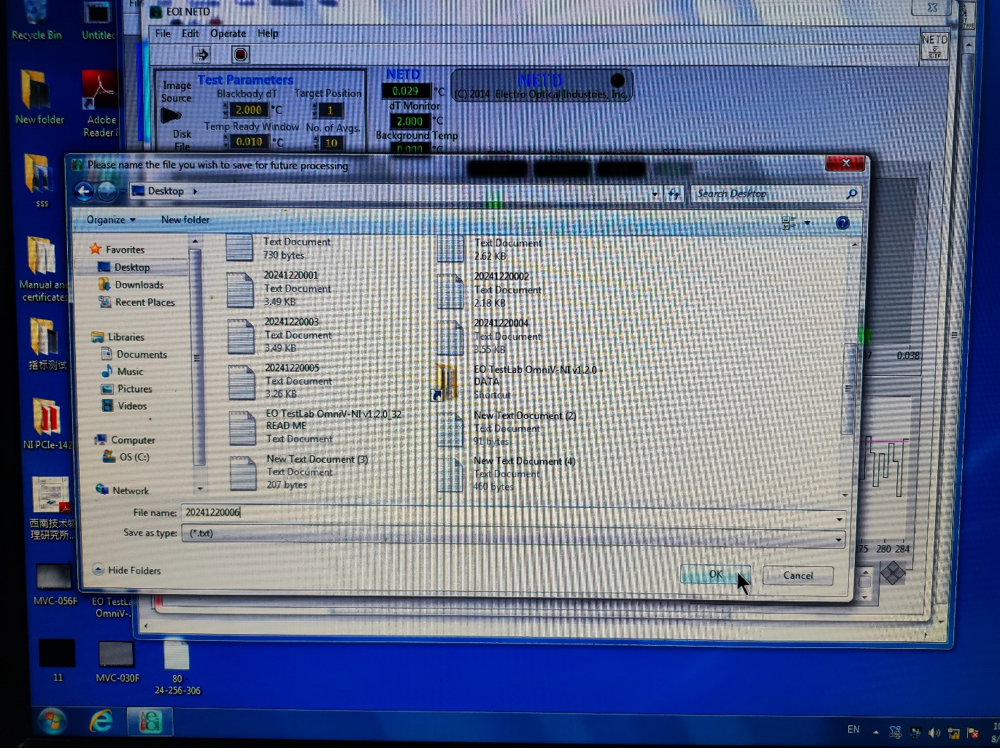 Recycle Bin
Untitled
File
EOI NETD
File Edit Operate Help
NETD
&
SiTF
Image
Source
Test Parameters
Blackbody dT
Target Position
2.000 °C
1
Temp Ready Window
No. of Avgs.
Disk
File
0.010 °C
10
NETD
0.029 °C
dT Monitor
2.000 °C
Background Temp
0.000 °C
NETD
(C) 2014 Electro Optical Industries, Inc.
New folder
Adobe
Reader
sss
Manual and
certificates
指标测试
NI PCIe-142
西南技术物
理研究所...
MVC-056F
EO TestLa
OmniV-...
11
MVC-030F
80
24-256-306
Please name the file you wish to save for future processing
Desktop
Search Desktop
Organize
New folder
Favorites
Desktop
Downloads
Recent Places
Libraries
Documents
Music
Pictures
Videos
Computer
OS (C:)
Network
Text Document
730 bytes
Text Document
2.62 KB
20241220001
Text Document
3.49 KB
20241220002
Text Document
2.18 KB
20241220003
Text Document
3.49 KB
20241220004
Text Document
3.55 KB
20241220005
Text Document
3.26 KB
EO TestLab OmniV-NI v1.2.0 -
DATA
Shortcut
EO TestLab OmniV-NI v1.2.0_32
READ ME
Text Document
New Text Document (2)
Text Document
91 bytes
New Text Document (3)
Text Document
207 bytes
New Text Document (4)
Text Document
460 bytes
File name: 20241220006
Save as type: (*.txt)
Hide Folders
OK
Cancel
0.038
280 284
EN